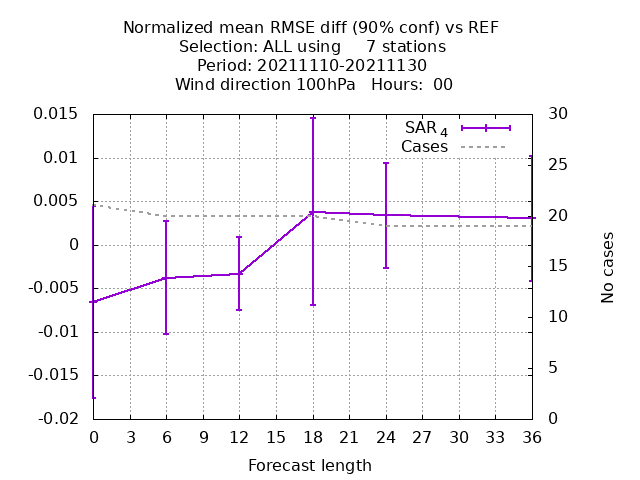 Normalized mean RMSE diff (90% conf) vs REF
Selection: ALL using 7 stations
Period: 20211110-20211130
Wind direction 100hPa Hours: 00
0.015
0.01
0.005
0
-0.005
-0.01
-0.015
-0.02
30
25
20
15
10
5
0
SAR 4
Cases
No cases
0 3 6 9 12 15 18 21 24 27 30 33 36
Forecast length